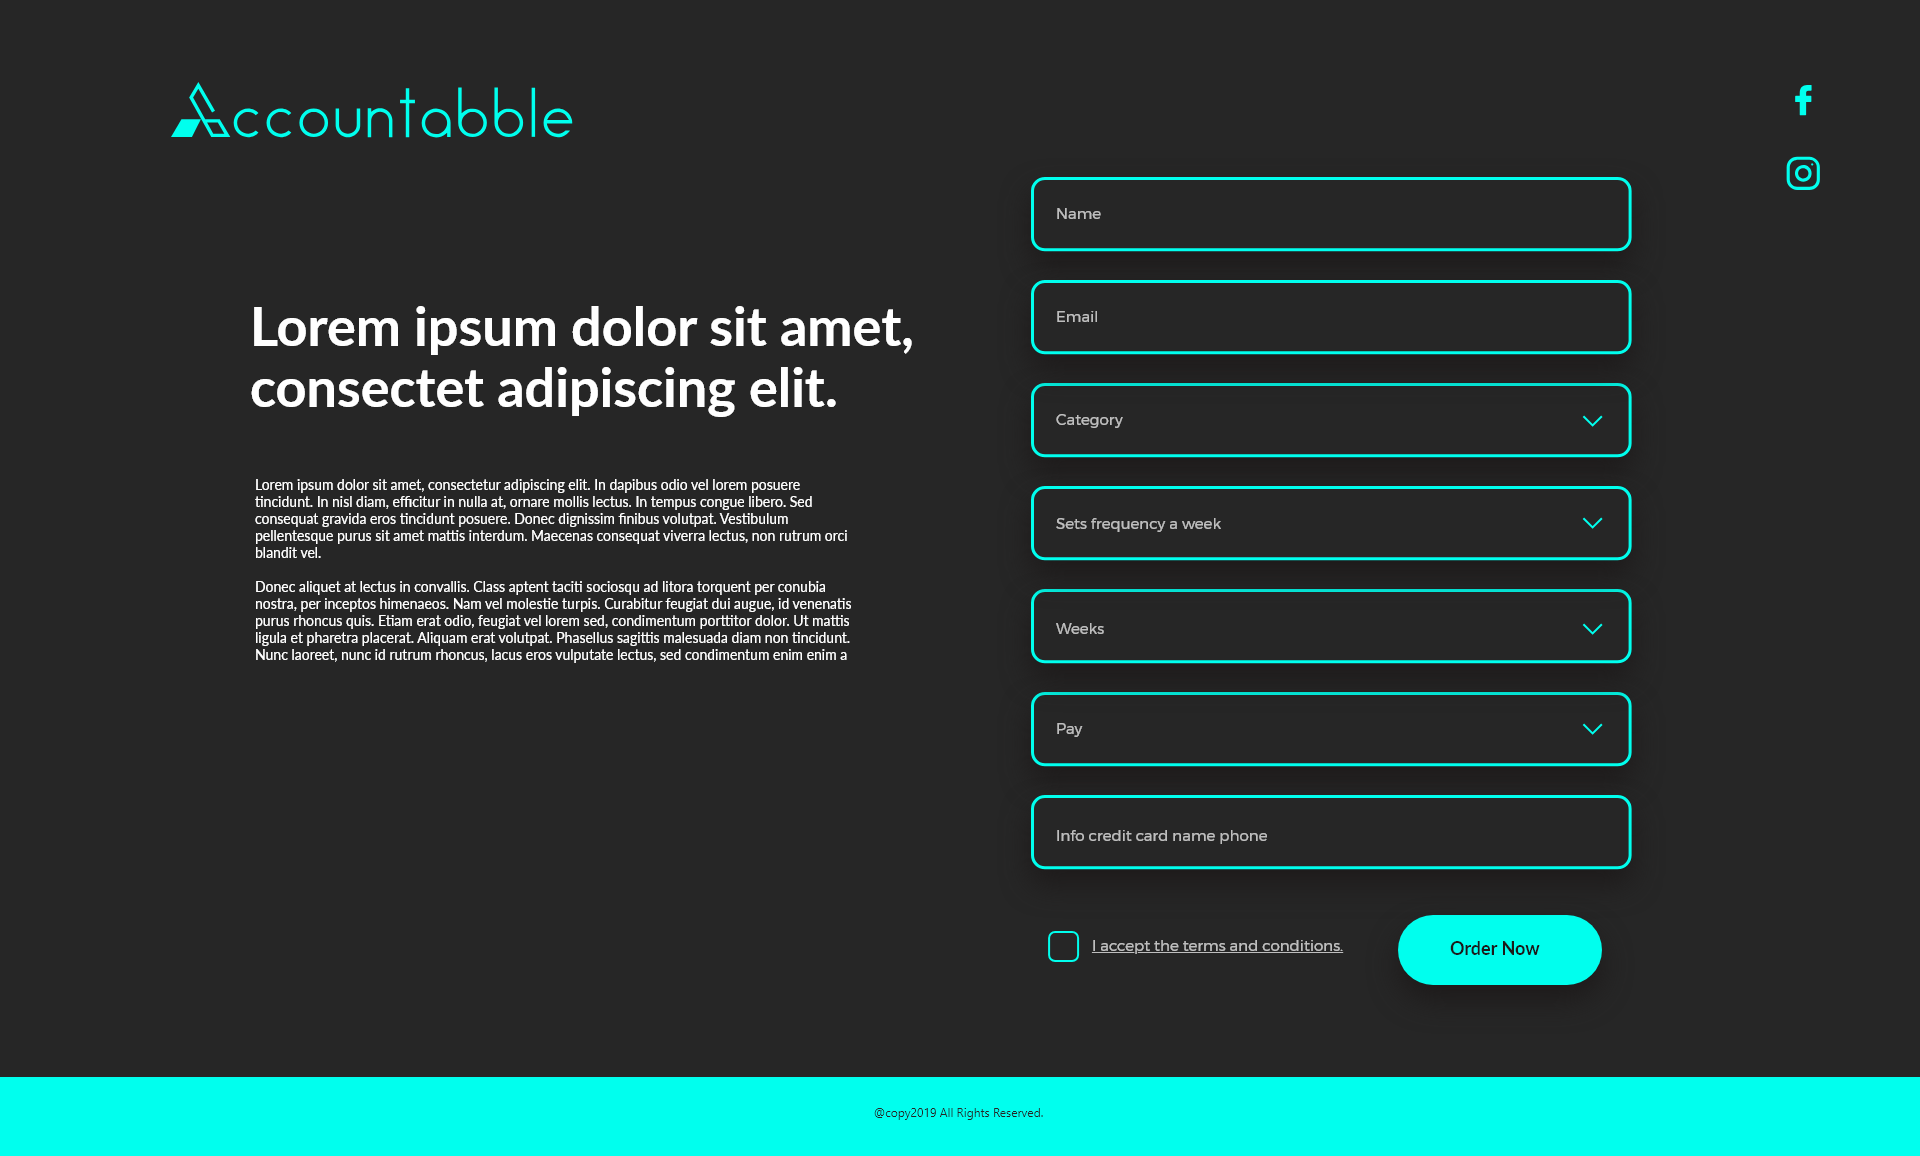 Accountabble
Lorem ipsum dolor sit amet,
consectet adipiscing elit.
Lorem ipsum dolor sit amet, consectetur adipiscing elit. In dapibus odio vel lorem posuere
tincidunt. In nisl diam, efficitur in nulla at, ornare mollis lectus. In tempus congue libero. Sed
consequat gravida eros tincidunt posuere. Donec dignissim finibus volutpat. Vestibulum
pellentesque purus sit amet mattis interdum. Maecenas consequat viverra lectus, non rutrum orci
blandit vel.
Donec aliquet at lectus in convallis. Class aptent taciti sociosqu ad litora torquent per conubia
nostra, per inceptos himenaeos. Nam vel molestie turpis. Curabitur feugiat dui augue, id venenatis
purus rhoncus quis. Etiam erat odio, feugiat vel lorem sed, condimentum porttitor dolor. Ut mattis
ligula et pharetra placerat. Aliquam erat volutpat. Phasellus sagittis malesuada diam non tincidunt.
Nunc laoreet, nunc id rutrum rhoncus, lacus eros vulputate lectus, sed condimentum enim enim a
Name
Email
Category
Sets frequency a week
Weeks
Pay
Info credit card name phone
I accept the terms and conditions.
Order Now
@copy2019 All Rights Reserved.